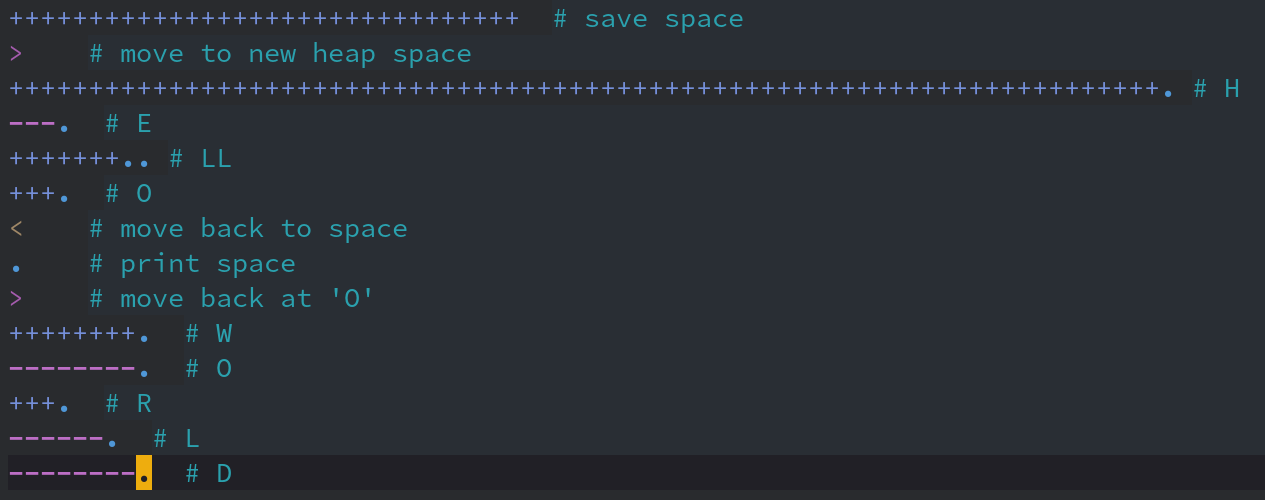 ++++++++++++++++++++++++++++++++  # save space
>    # move to new heap space
++++++++++++++++++++++++++++++++++++++++++++++++++++++++++++++++++++++++. # H
---.  # E
+++++++.. # LL
+++.  # O
<    # move back to space
.    # print space
>    # move back at 'O'
++++++++.  # W
--------.  # O
+++.  # R
------.  # L
--------.  # D